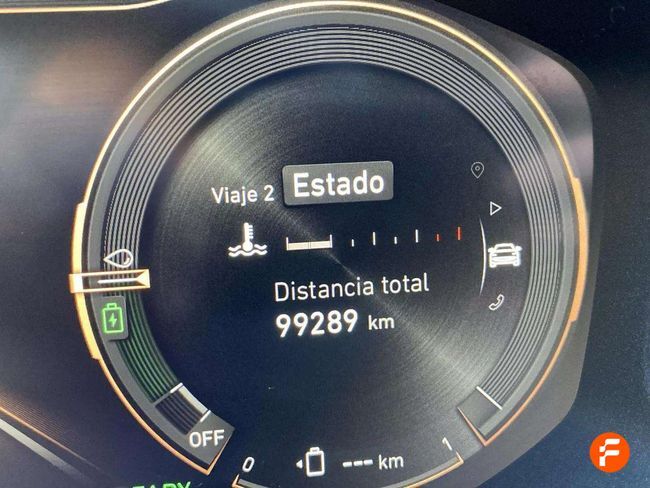 Viaje 2 Estado
Distancia total
99289 km
OFF
0 --- km 1